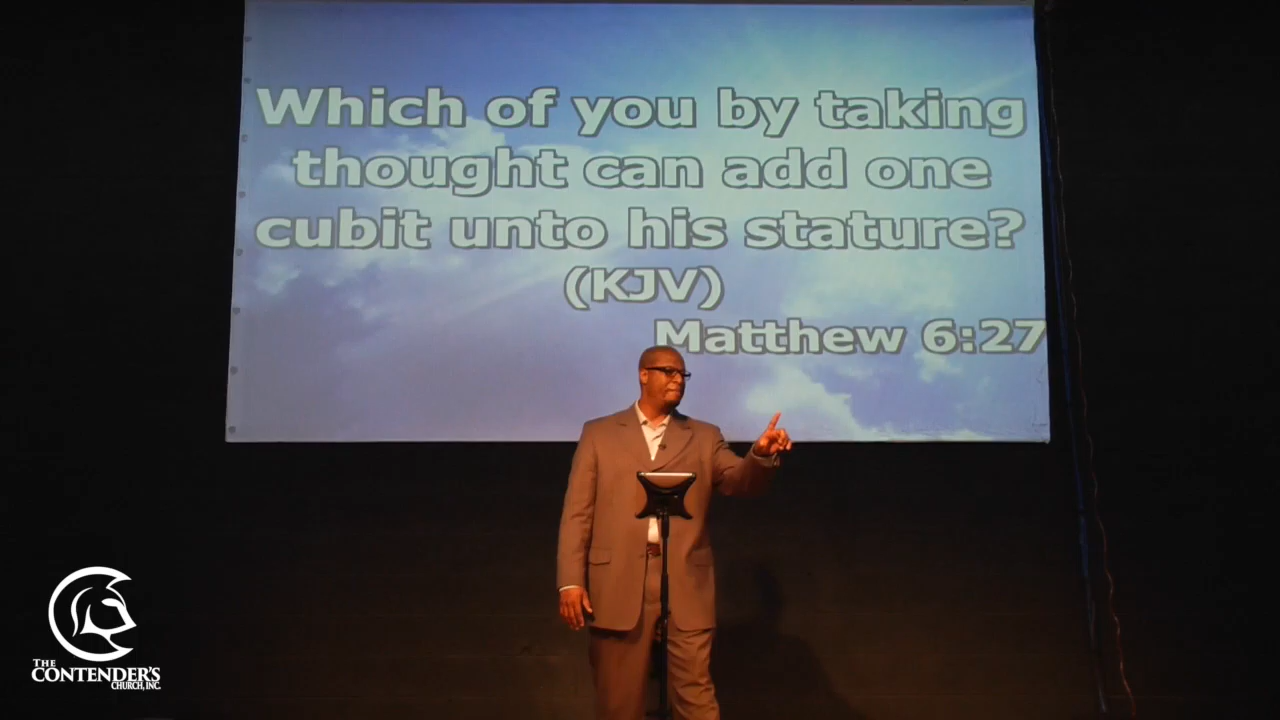 Which of you by taking
thought can add one
cubit unto his stature?
(KJV)
Matthew 6:27
THE
CONTENDER'S
CHURCH, INC.